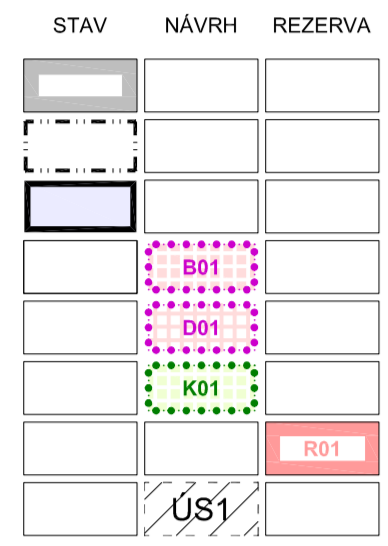 STAV NÁVRH REZERVA
B01
D01
K01
R01
ÚS1